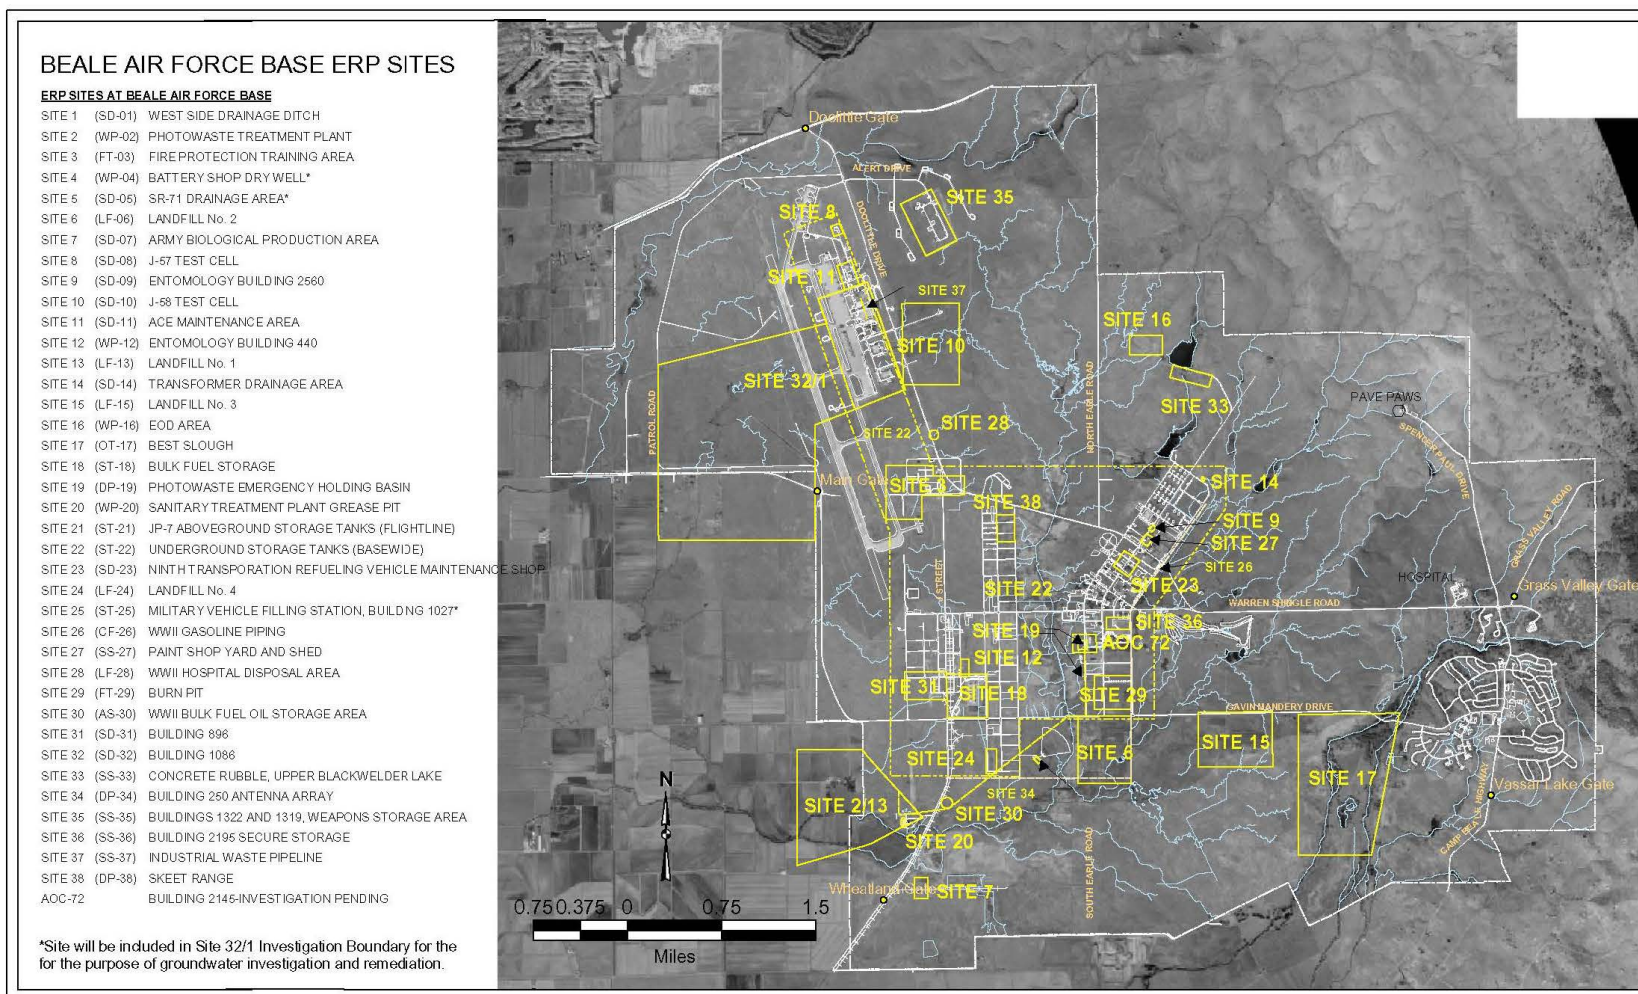 BEALE AIR FORCE BASE ERP SITES
ERP SITES AT BEALE AIR FORCE BASE
SITE 1 (SD-01) WEST SIDE DRAINAGE DITCH
SITE 2 (WP-02) PHOTOWASTE TREATMENT PLANT
SITE 3 (FT-03) FIRE PROTECTION TRAINING AREA
SITE 4 (WP-04) BATTERY SHOP DRY WELL*
SITE 5 (SD-05) SR-71 DRAINAGE AREA*
SITE 6 (LF-06) LANDFILL No. 2
SITE 7 (SD-07) ARMY BIOLOGICAL PRODUCTION AREA
SITE 8 (SD-08) J-57 TEST CELL
SITE 9 (SD-09) ENTOMOLOGY BUILDING 2560
SITE 10 (SD-10) J-58 TEST CELL
SITE 11 (SD-11) ACE MAINTENANCE AREA
SITE 12 (WP-12) ENTOMOLOGY BUILDING 440
SITE 13 (LF-13) LANDFILL No. 1
SITE 14 (SD-14) TRANSFORMER DRAINAGE AREA
SITE 15 (LF-15) LANDFILL No. 3
SITE 16 (WP-16) EOD AREA
SITE 17 (OT-17) BEST SLOUGH
SITE 18 (ST-18) BULK FUEL STORAGE
SITE 19 (DP-19) PHOTOWASTE EMERGENCY HOLDING BASIN
SITE 20 (WP-20) SANITARY TREATMENT PLANT GREASE PIT
SITE 21 (ST-21) JP-7 ABOVEGROUND STORAGE TANKS (FLIGHTLINE)
SITE 22 (ST-22) UNDERGROUND STORAGE TANKS (BASEWIDE)
SITE 23 (SD-23) NINTH TRANSPORATION REFUELING VEHICLE MAINTENANCE SHOP
SITE 24 (LF-24) LANDFILL No. 4
SITE 25 (ST-25) MILITARY VEHICLE FILLING STATION, BUILDNG 1027*
SITE 26 (CF-26) WWII GASOLINE PIPING
SITE 27 (SS-27) PAINT SHOP YARD AND SHED
SITE 28 (LF-28) WWII HOSPITAL DISPOSAL AREA
SITE 29 (FT-29) BURN PIT
SITE 30 (AS-30) WWII BULK FUEL OIL STORAGE AREA
SITE 31 (SD-31) BUILDING 896
SITE 32 (SD-32) BUILDING 1086
SITE 33 (SS-33) CONCRETE RUBBLE, UPPER BLACKWELDER LAKE
SITE 34 (DP-34) BUILDING 250 ANTENNA ARRAY
SITE 35 (SS-35) BUILDINGS 1322 AND 1319, WEAPONS STORAGE AREA
SITE 36 (SS-36) BUILDING 2195 SECURE STORAGE
SITE 37 (SS-37) INDUSTRIAL WASTE PIPELINE
SITE 38 (DP-38) SKEET RANGE
AOC-72 BUILDING 2145-INVESTIGATION PENDING
*Site will be included in Site 32/1 Investigation Boundary for the
for the purpose of groundwater investigation and remediation.
Doolittle Gate
ALERT DRIVE
SITE 35
SITE 8
DOOLITTLE DRIVE
SITE 11
SITE 37
SITE 16
SITE 10
SITE 32/1
NORTH EARLE ROAD
PATROL ROAD
SITE 33
PAVE PAWS
SITE 28
SITE 22
SPENCER PAUL DRIVE
Main Gate
SITE 3
SITE 14
SITE 38
SITE 9
SITE 27
GRASS VALLEY ROAD
SITE 26
HOSPITAL
J STREET
SITE 22
SITE 23
Grass Valley Gate
WARREN SHINGLE ROAD
SITE 36
SITE 19
AOC 72
SITE 12
SITE 31
SITE 18
SITE 29
GAVIN MANDERY DRIVE
SITE 24
SITE 6
SITE 15
SITE 17
N
SITE 34
Vassar Lake Gate
SITE 2/13
SITE 30
CAMP BEALE HIGHWAY
SITE 20
SOUTH EARLE ROAD
Wheatland Gate
SITE 7
0.75 0.375 0 0.75 1.5
Miles